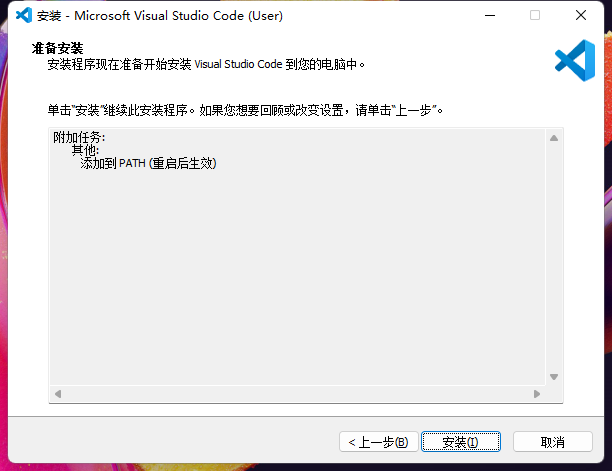 安装 - Microsoft Visual Studio Code (User)
准备安装
安装程序现在准备开始安装 Visual Studio Code 到您的电脑中。
单击“安装”继续此安装程序。如果您想要回顾或改变设置，请单击“上一步”。
附加任务:
其他:
添加到 PATH (重启后生效)
< 上一步(B)
安装(I)
取消